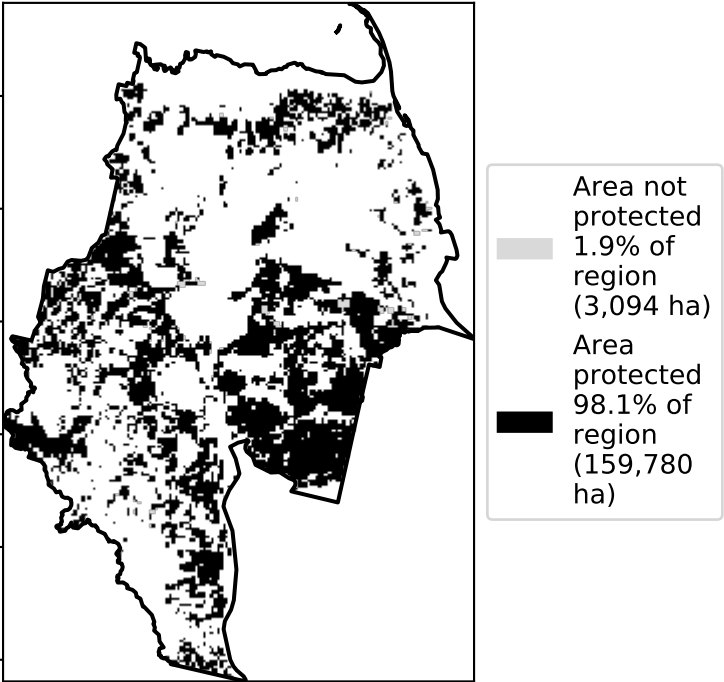 Area not
protected
1.9% of
region
(3,094 ha)
Area
protected
98.1% of
region
(159,780
ha)